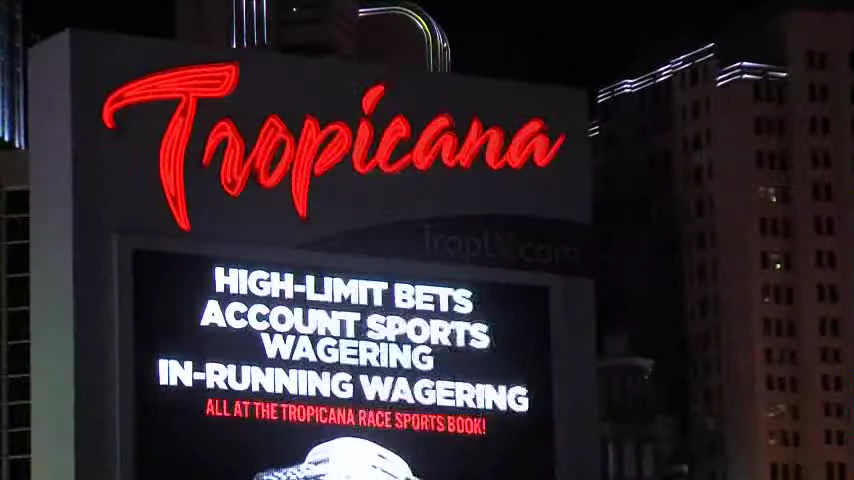 Tropicana
TropLV.com
HIGH-LIMIT BETS
ACCOUNT SPORTS
WAGERING
IN-RUNNING WAGERING
ALL AT THE TROPICANA RACE SPORTS BOOK!